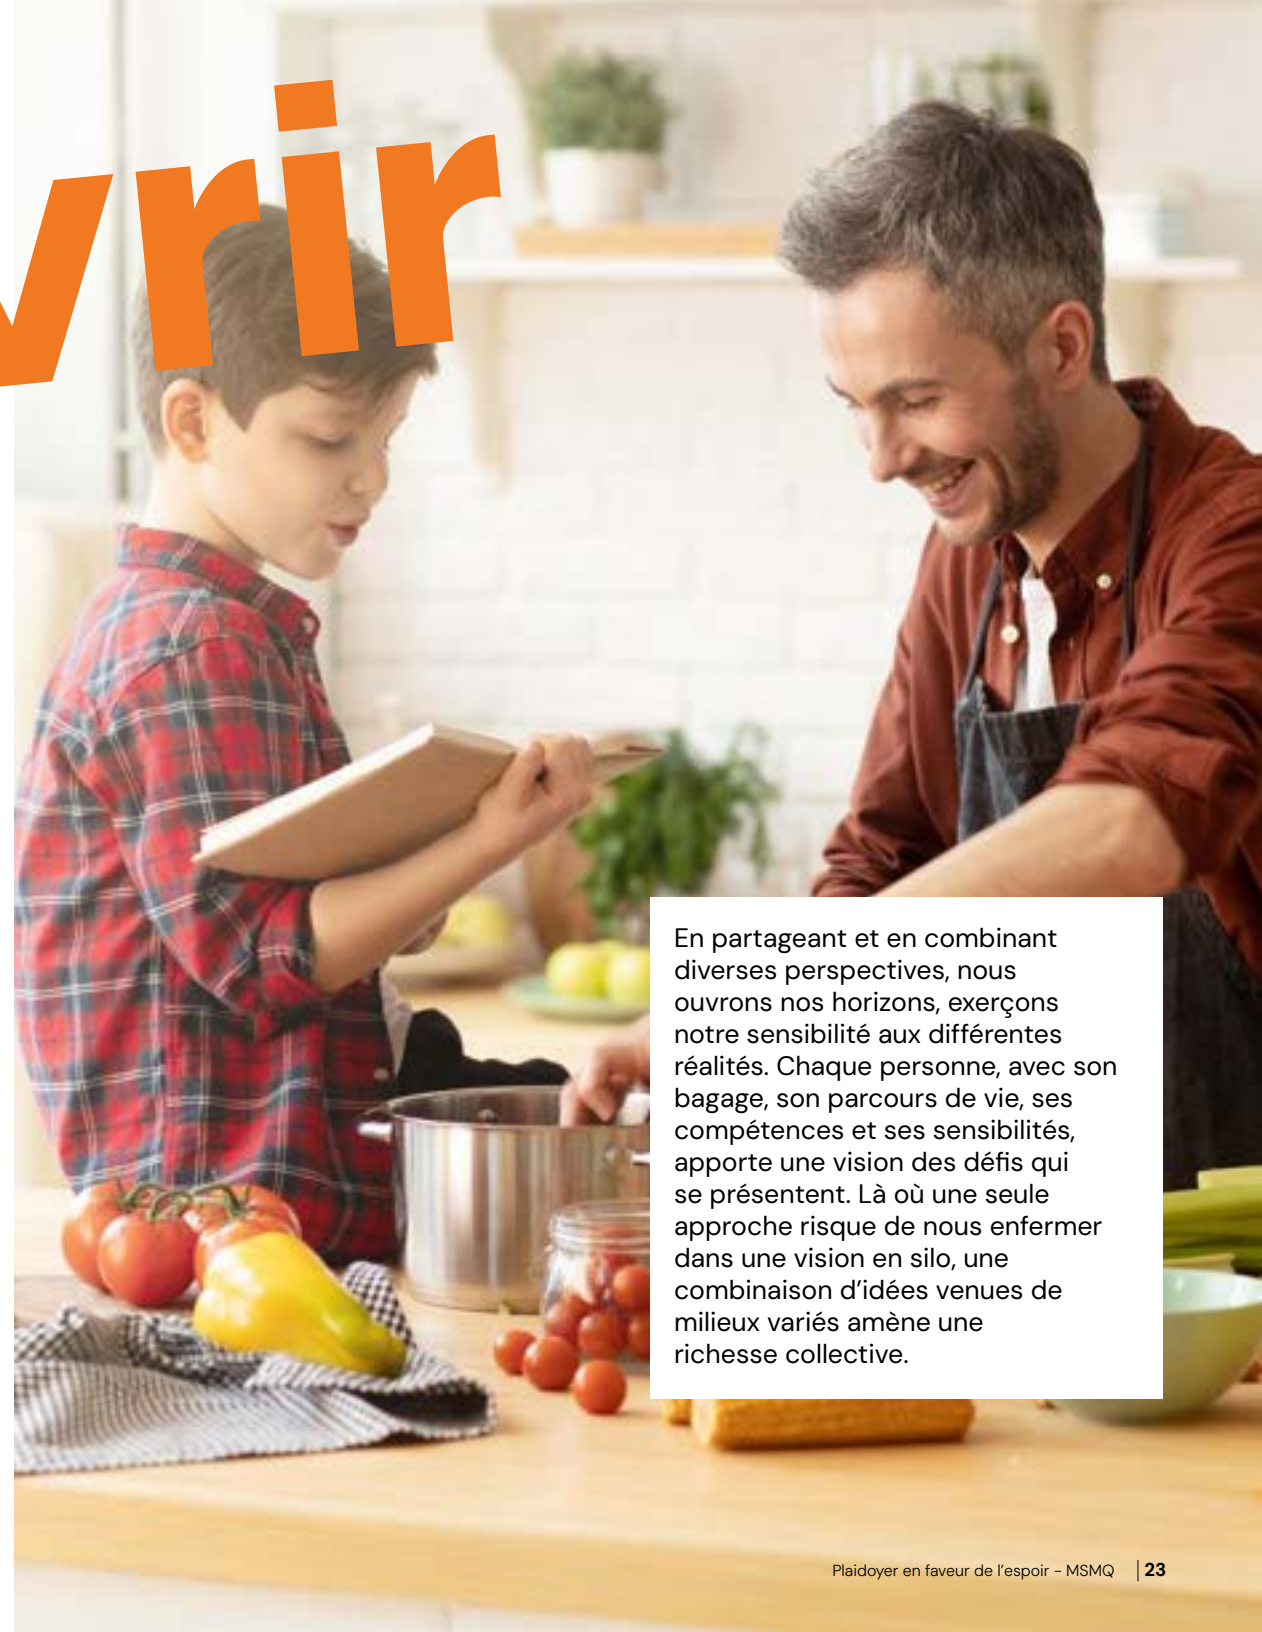 vrir
En partageant et en combinant
diverses perspectives, nous
ouvrons nos horizons, exerçons
notre sensibilité aux différentes
réalités. Chaque personne, avec son
bagage, son parcours de vie, ses
compétences et ses sensibilités,
apporte une vision des défis qui
se présentent. Là où une seule
approche risque de nous enfermer
dans une vision en silo, une
combinaison d’idées venues de
milieux variés amène une
richesse collective.
Plaidoyer en faveur de l’espoir - MSMQ | 23